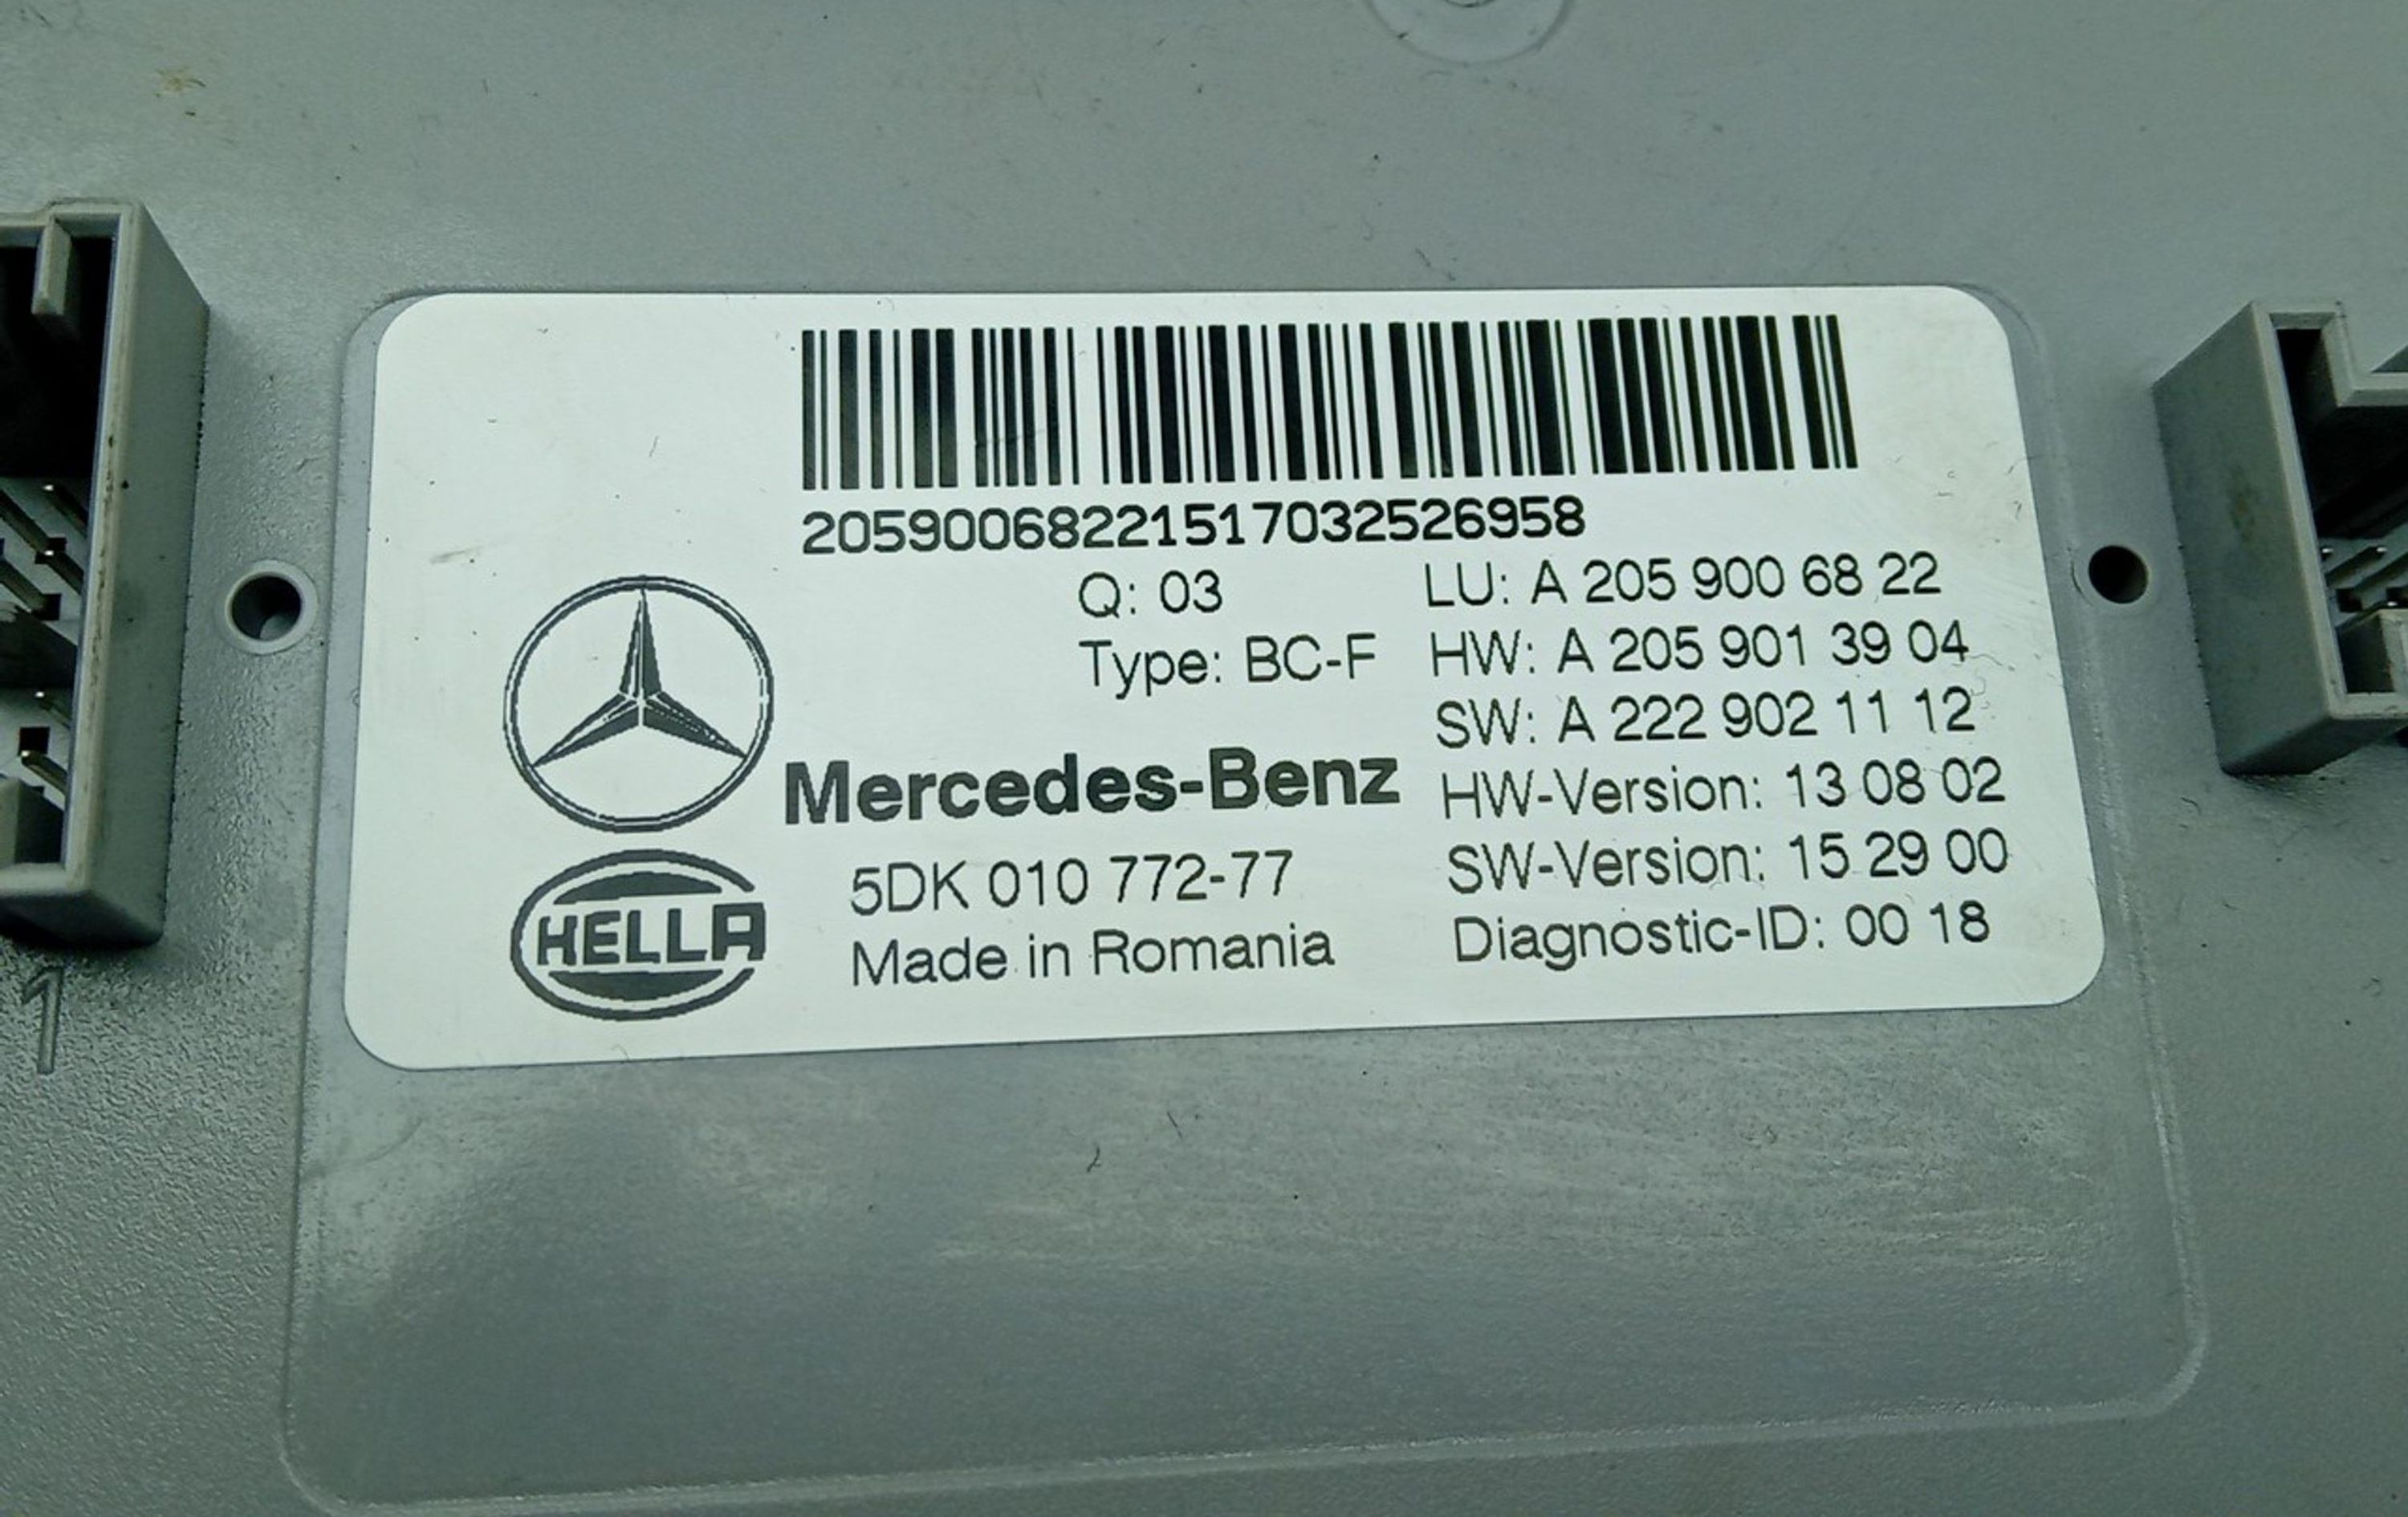 20590068221517032526958
Q: 03
LU: A 205 900 68 22
Type: BC-F
HW: A 205 901 39 04
SW: A 222 902 11 12
Mercedes-Benz
HW-Version: 13 08 02
5DK 010 772-77
SW-Version: 15 29 00
HELLA
Made in Romania
Diagnostic-ID: 00 18
1